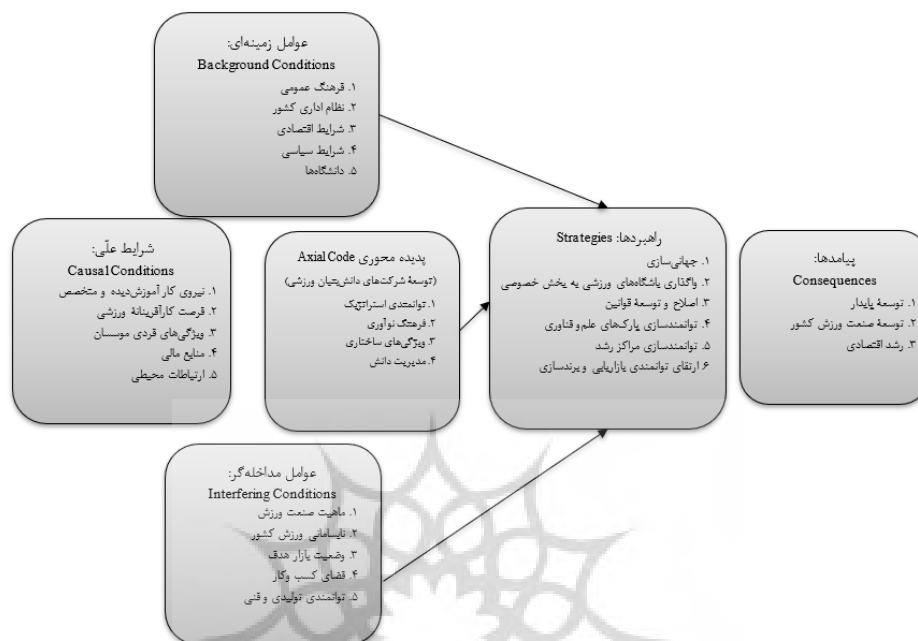 عوامل زمینه‌ای:
Background Conditions
۱. فرهنگ عمومی
۲. نظام اداری کشور
۳. شرایط اقتصادی
۴. شرایط سیاسی
۵. دانشگاه‌ها
شرایط علّی:
Causal Conditions
۱. نیروی کار آموزش‌دیده و متخصص
۲. فرصت کارآفرینانهٔ ورزشی
۳. ویژگی‌های فردی موسسان
۴. منابع مالی
۵. ارتباطات محیطی
پدیده محوری Axial Code
(توسعهٔ شرکت‌های دانش‌بنیان ورزشی)
۱. توانمندی استراتژیک
۲. فرهنگ نوآوری
۳. ویژگی‌های ساختاری
۴. مدیریت دانش
راهبردها: Strategies
۱. جهانی‌سازی
۲. واگذاری باشگاه‌های ورزشی به بخش خصوصی
۳. اصلاح و توسعهٔ قوانین
۴. توانمندسازی پارک‌های علم و فناوری
۵. توانمندسازی مراکز رشد
۶. ارتقای توانمندی بازاریابی و برندسازی
پیامدها:
Consequences
۱. توسعهٔ پایدار
۲. توسعهٔ صنعت ورزش کشور
۳. رشد اقتصادی
عوامل مداخله‌گر:
Interfering Conditions
۱. ماهیت صنعت ورزش
۲. نابسامانی ورزش کشور
۳. وضعیت بازار هدف
۴. فضای کسب وکار
۵. توانمندی تولیدی و فنی